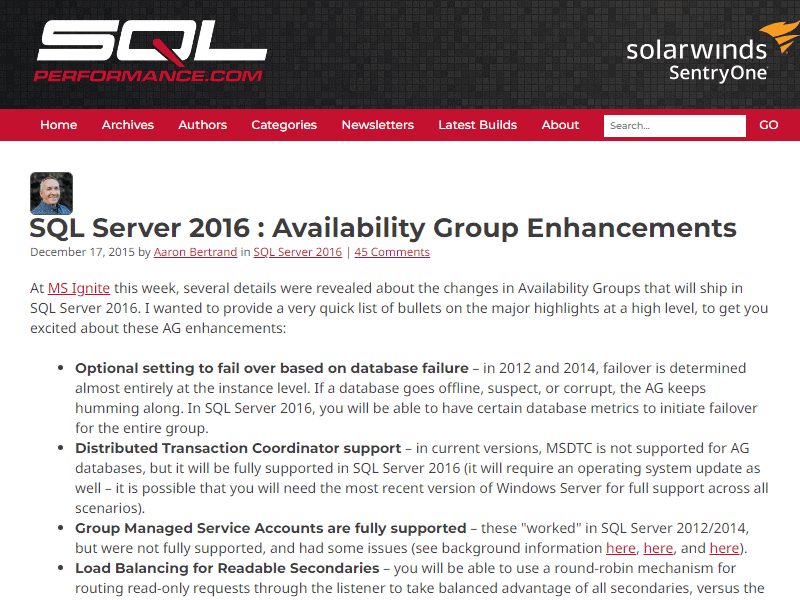 SQL
PERFORMANCE.COM
solarwinds
SentryOne
Home Archives Authors Categories Newsletters Latest Builds About Search... GO
SQL Server 2016 : Availability Group Enhancements
December 17, 2015 by Aaron Bertrand in SQL Server 2016 | 45 Comments
At MS Ignite this week, several details were revealed about the changes in Availability Groups that will ship in
SQL Server 2016. I wanted to provide a very quick list of bullets on the major highlights at a high level, to get you
excited about these AG enhancements:
• Optional setting to fail over based on database failure – in 2012 and 2014, failover is determined
almost entirely at the instance level. If a database goes offline, suspect, or corrupt, the AG keeps
humming along. In SQL Server 2016, you will be able to have certain database metrics to initiate failover
for the entire group.
• Distributed Transaction Coordinator support – in current versions, MSDTC is not supported for AG
databases, but it will be fully supported in SQL Server 2016 (it will require an operating system update as
well – it is possible that you will need the most recent version of Windows Server for full support across all
scenarios).
• Group Managed Service Accounts are fully supported – these "worked" in SQL Server 2012/2014,
but were not fully supported, and had some issues (see background information here, here, and here).
• Load Balancing for Readable Secondaries – you will be able to use a round-robin mechanism for
routing read-only requests through the listener to take balanced advantage of all secondaries, versus the